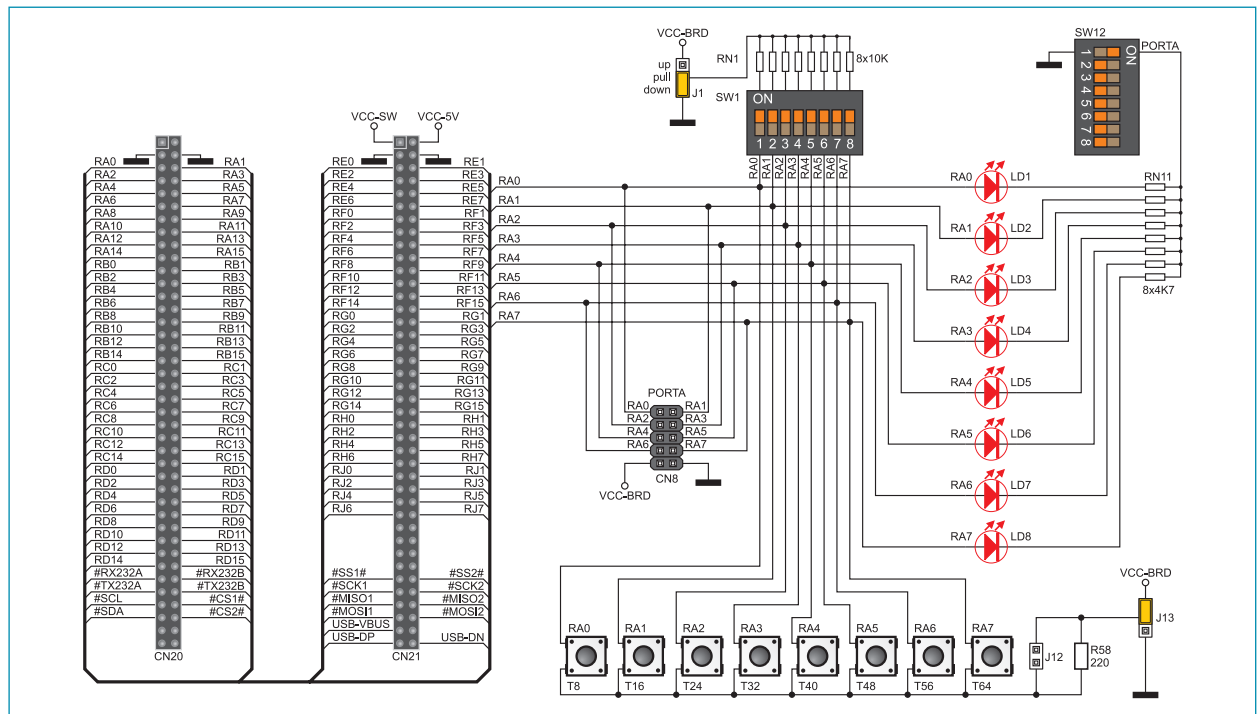 VCC-BRD
up
pull
down
J1
RN1
8x10K
SW1
ON
1 2 3 4 5 6 7 8
RA0
RA1
RA2
RA3
RA4
RA5
RA6
RA7
SW12
PORTA
ON
1
2
3
4
5
6
7
8
VCC-SW
VCC-5V
RA0 RA1
RA2 RA3
RA4 RA5
RA6 RA7
RA8 RA9
RA10 RA11
RA12 RA13
RA14 RA15
RB0 RB1
RB2 RB3
RB4 RB5
RB6 RB7
RB8 RB9
RB10 RB11
RB12 RB13
RB14 RB15
RC0 RC1
RC2 RC3
RC4 RC5
RC6 RC7
RC8 RC9
RC10 RC11
RC12 RC13
RC14 RC15
RD0 RD1
RD2 RD3
RD4 RD5
RD6 RD7
RD8 RD9
RD10 RD11
RD12 RD13
RD14 RD15
#RX232A #RX232B
#TX232A #TX232B
#SCL #CS1#
#SDA #CS2#
CN20
RE0 RE1
RE2 RE3
RE4 RE5
RE6 RE7
RF0 RF1
RF2 RF3
RF4 RF5
RF6 RF7
RF8 RF9
RF10 RF11
RF12 RF13
RF14 RF15
RG0 RG1
RG2 RG3
RG4 RG5
RG6 RG7
RG8 RG9
RG10 RG11
RG12 RG13
RG14 RG15
RH0 RH1
RH2 RH3
RH4 RH5
RH6 RH7
RJ0 RJ1
RJ2 RJ3
RJ4 RJ5
RJ6 RJ7
#SS1# #SS2#
#SCK1 #SCK2
#MISO1 #MISO2
#MOSI1 #MOSI2
USB-VBUS
USB-DP USB-DN
CN21
RA0
RA1
RA2
RA3
RA4
RA5
RA6
RA7
PORTA
RA0 RA1
RA2 RA3
RA4 RA5
RA6 RA7
CN8
VCC-BRD
RA0 LD1
RA1 LD2
RA2 LD3
RA3 LD4
RA4 LD5
RA5 LD6
RA6 LD7
RA7 LD8
RN11
8x4K7
RA0 RA1 RA2 RA3 RA4 RA5 RA6 RA7
T8 T16 T24 T32 T40 T48 T56 T64
J12
R58
220
VCC-BRD
J13